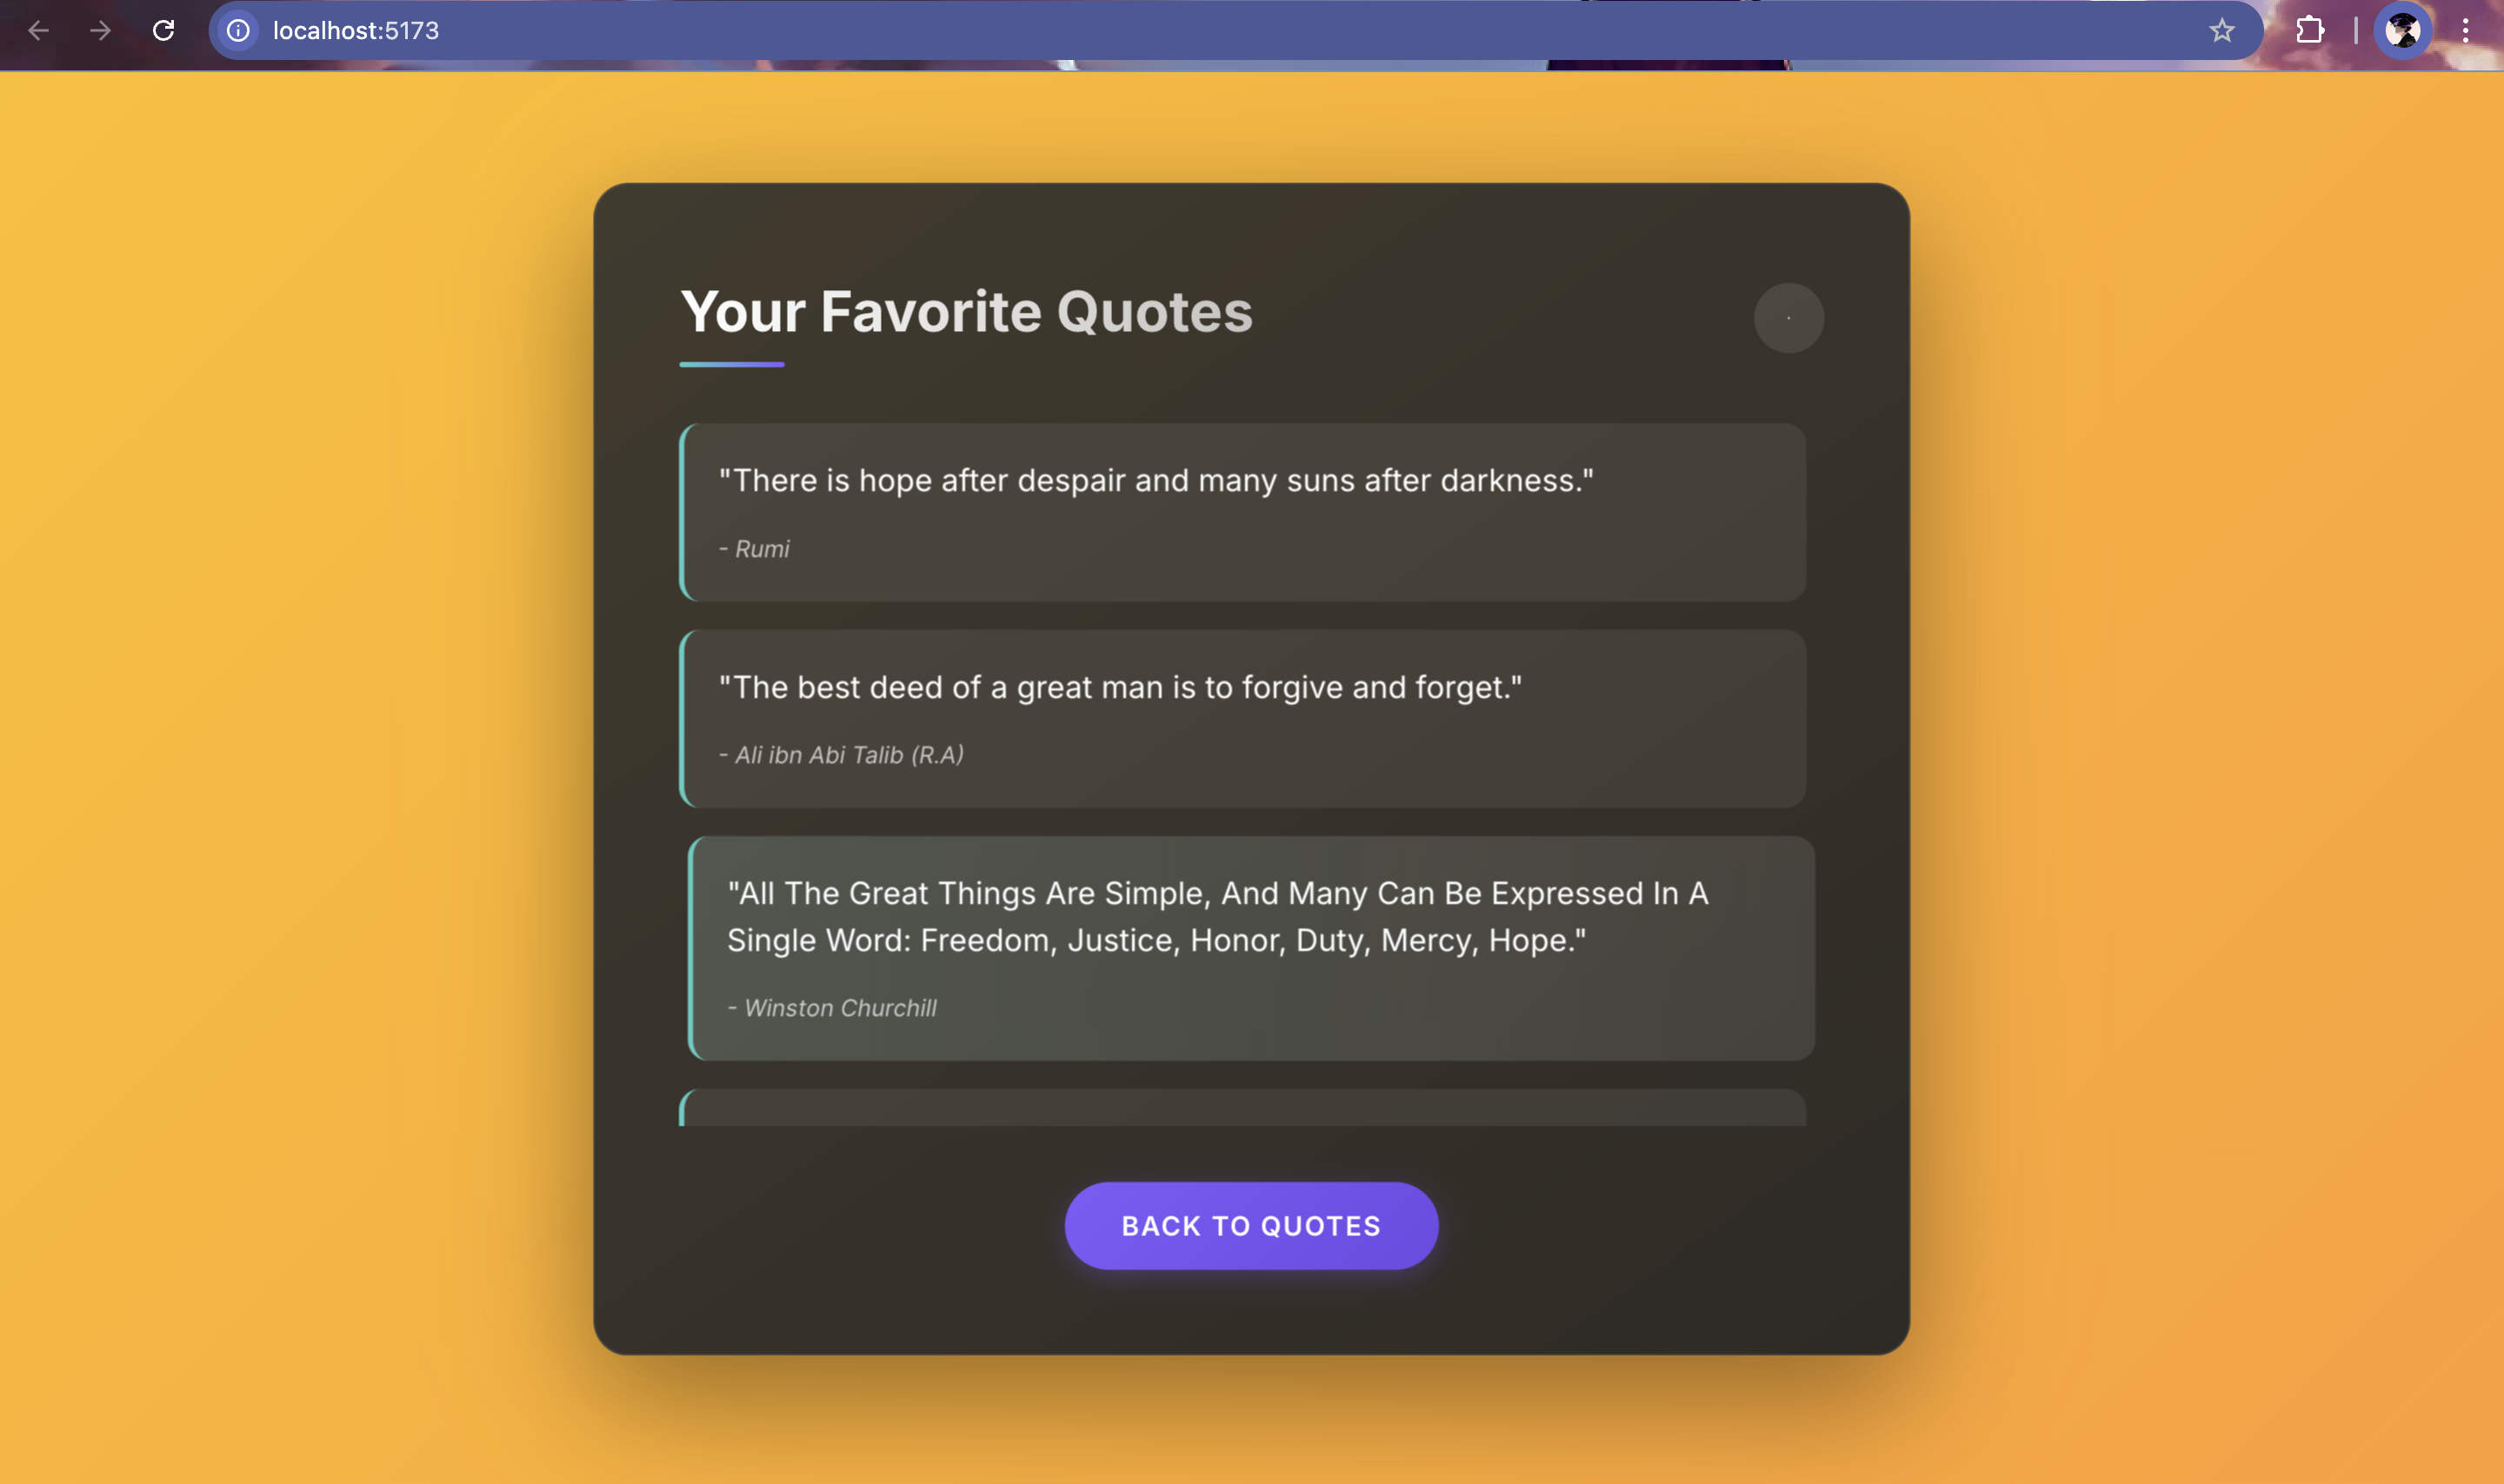 localhost:5173
Your Favorite Quotes
"There is hope after despair and many suns after darkness."
- Rumi
"The best deed of a great man is to forgive and forget."
- Ali ibn Abi Talib (R.A)
"All The Great Things Are Simple, And Many Can Be Expressed In A
Single Word: Freedom, Justice, Honor, Duty, Mercy, Hope."
- Winston Churchill
BACK TO QUOTES